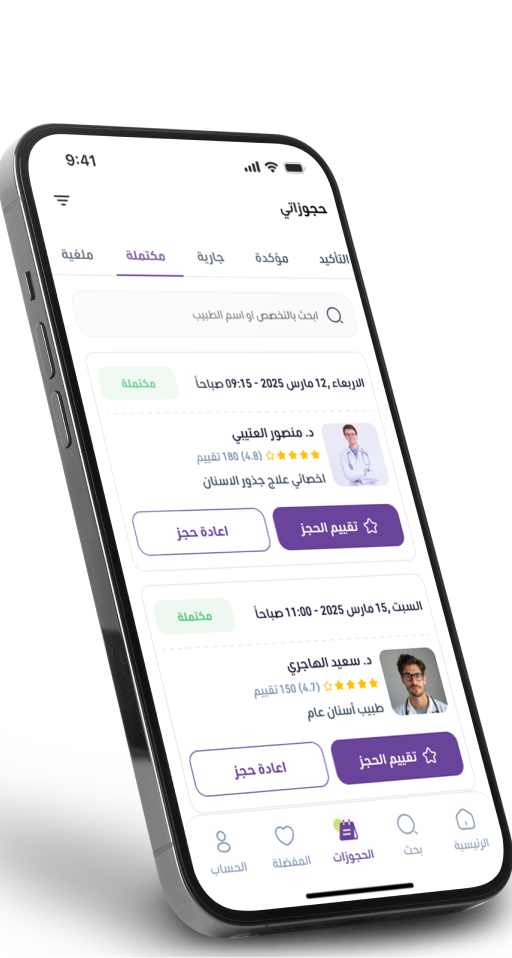 9:41
حجوزاتي
التأكيد مؤكدة جارية مكتملة ملغية
ابحث بالتخصص او اسم الطبيب
الاربعاء ,12 مارس 2025 - 09:15 صباحاً مكتملة
د. منصور العتيبي
(4.8) 180 تقييم
اخصائي علاج جذور الاسنان
تقييم الحجز اعادة حجز
السبت ,15 مارس 2025 - 11:00 صباحاً مكتملة
د. سعيد الهاجري
(4.7) 150 تقييم
طبيب أسنان عام
تقييم الحجز اعادة حجز
الرئيسية بحث الحجوزات المفضلة الحساب